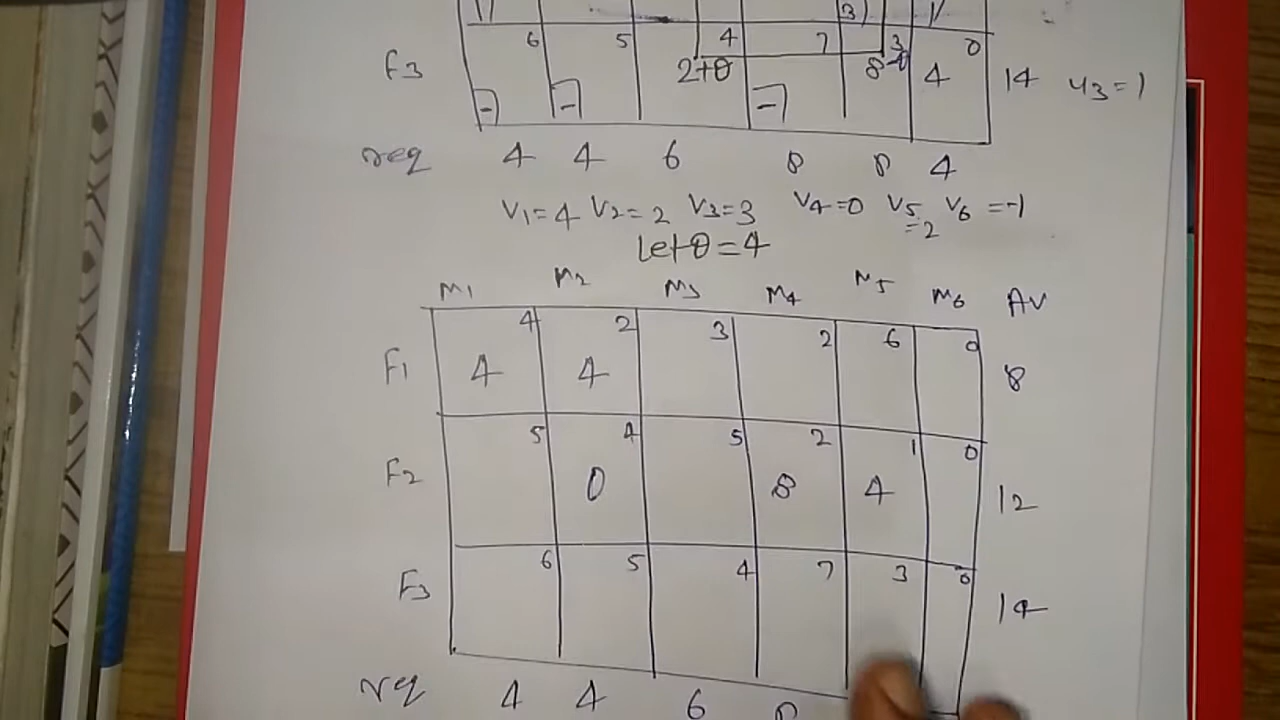 6 5 4 7 3 0
F3 2+θ 8-θ 4 14 u3=1
- - -
req 4 4 6 8 8 4
V1=4 V2=2 V3=3 V4=0 V5=2 V6=-1
Let θ=4
M1 M2 M3 M4 M5 M6 AV
4 2 3 2 6 0
F1 4 4 8
5 4 5 2 1 0
F2 0 8 4 12
6 5 4 7 3 0
F3 14
req 4 4 6